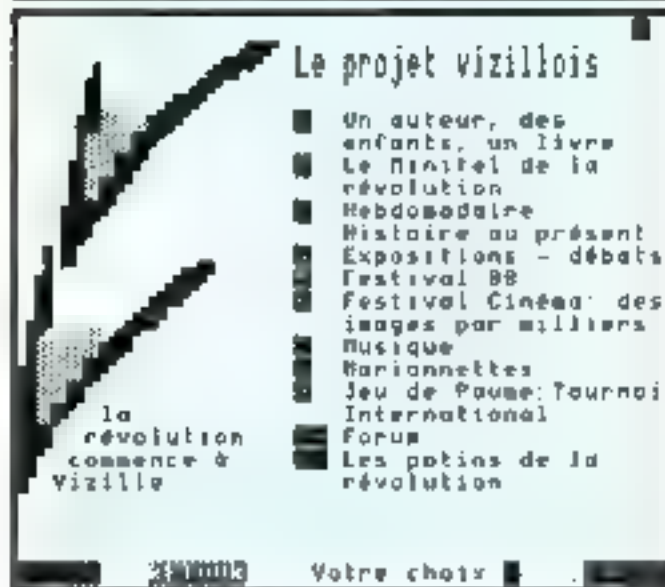 Le projet vizillois
Un auteur, des
enfants, un livre
Le Minitel de la
révolution
Hebdomadaire
Histoire au présent
Expositions - débats
Festival 88
Festival Cinéma: des
images par milliers
Musique
Marionnettes
Jeu de Paume: Tournoi
International
Forum
Les potins de la
révolution
la
révolution
commence à
Vizille
Votre choix